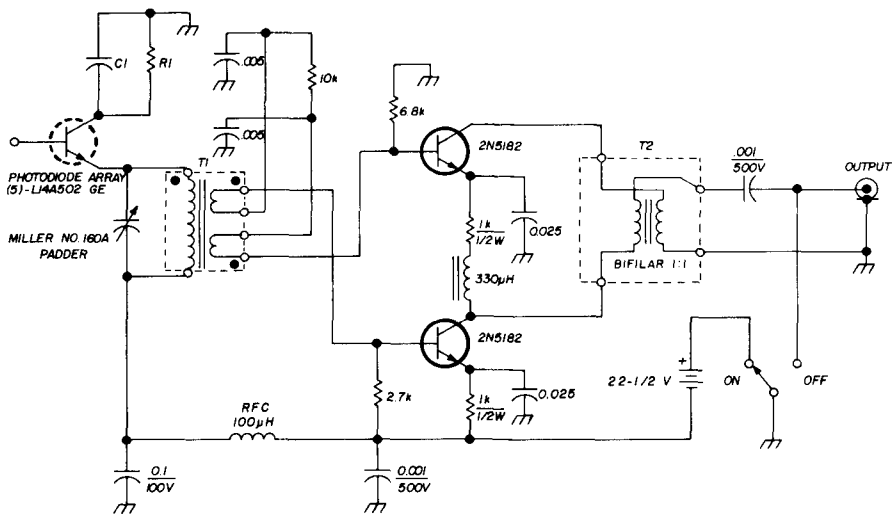 C1
R1
.005
10k
.005
PHOTODIODE ARRAY
(5)-L14A502 GE
T1
MILLER NO. 160A
PADDER
6.8k
2N5182
1k
1/2W
0.025
330µH
2N5182
2.7k
1k
1/2W
0.025
RFC
100µH
0.1
100V
0.001
500V
T2
BIFILAR 1:1
.001
500V
OUTPUT
+
22-1/2 V
ON
OFF